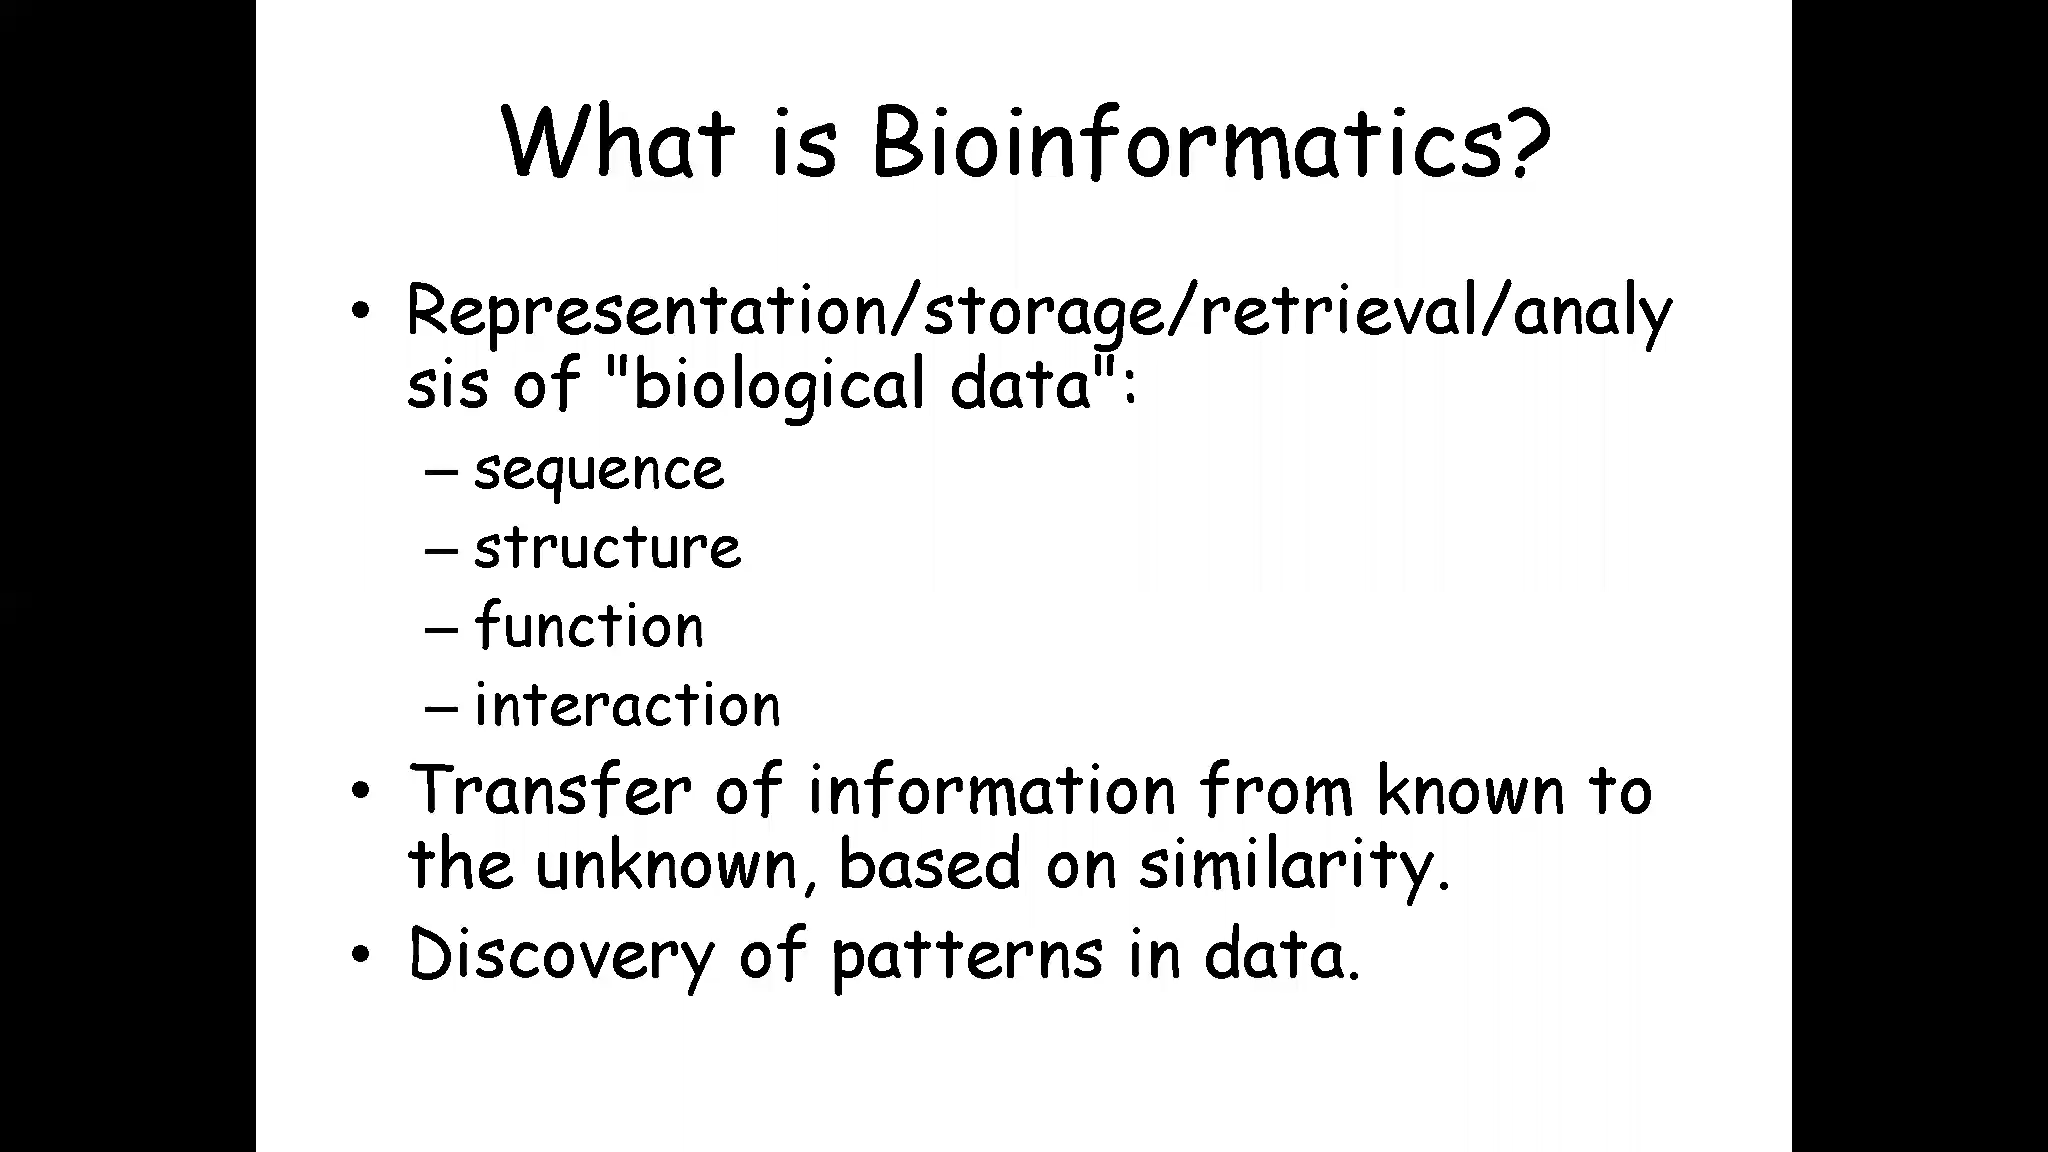 What is Bioinformatics?
• Representation/storage/retrieval/analy
sis of "biological data":
– sequence
– structure
– function
– interaction
• Transfer of information from known to
the unknown, based on similarity.
• Discovery of patterns in data.